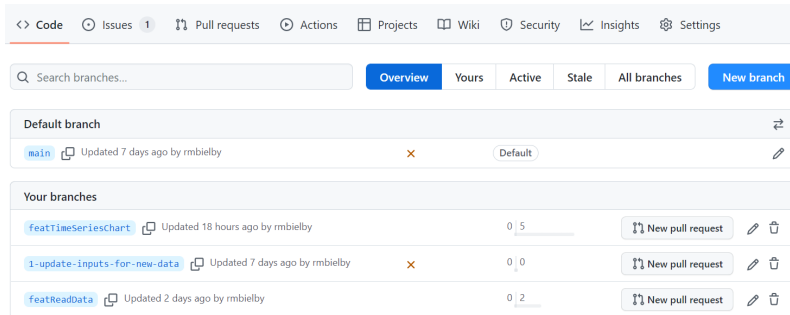 Code Issues 1 Pull requests Actions Projects Wiki Security Insights Settings
Search branches... Overview Yours Active Stale All branches New branch
Default branch
main Updated 7 days ago by rmbielby Default
Your branches
featTimeSeriesChart Updated 18 hours ago by rmbielby 0 5 New pull request
1-update-inputs-for-new-data Updated 7 days ago by rmbielby 0 0 New pull request
featReadData Updated 2 days ago by rmbielby 0 2 New pull request